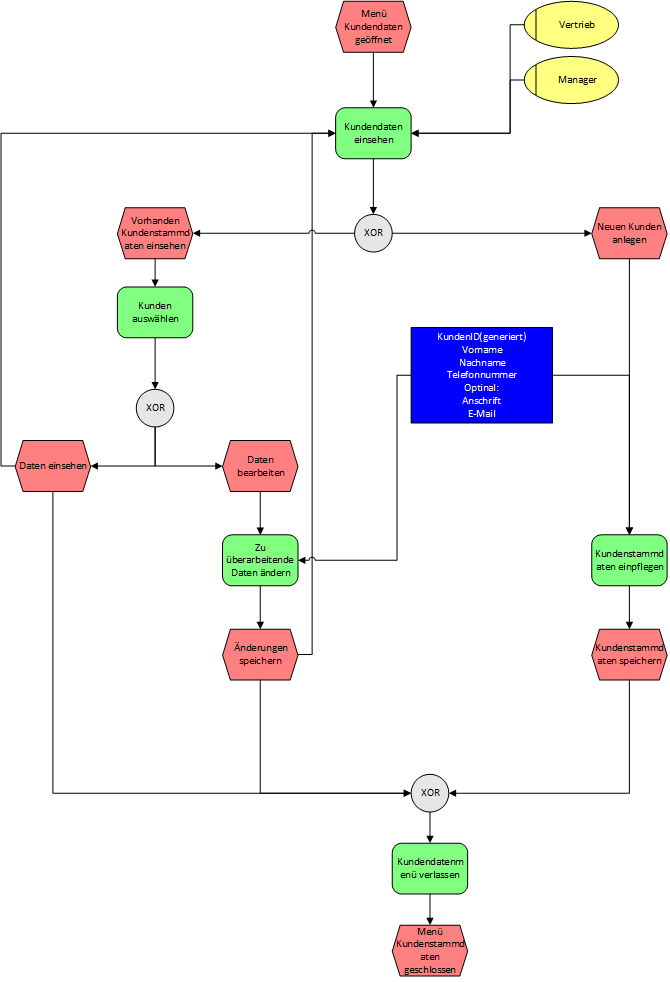 Menü
Kundendaten
geöffnet
Vertrieb
Manager
Kundendaten
einsehen
XOR
Vorhanden
Kundenstammd
aten einsehen
Neuen Kunden
anlegen
Kunden
auswählen
KundenID(generiert)
Vorname
Nachname
Telefonnummer
Optinal:
Anschrift
E-Mail
XOR
Daten einsehen
Daten
bearbeiten
Zu
überarbeitende
Daten ändern
Kundenstammd
aten einpflegen
Änderungen
speichern
Kundenstammd
aten speichern
XOR
Kundendatenm
enü verlassen
Menü
Kundenstammd
aten
geschlossen